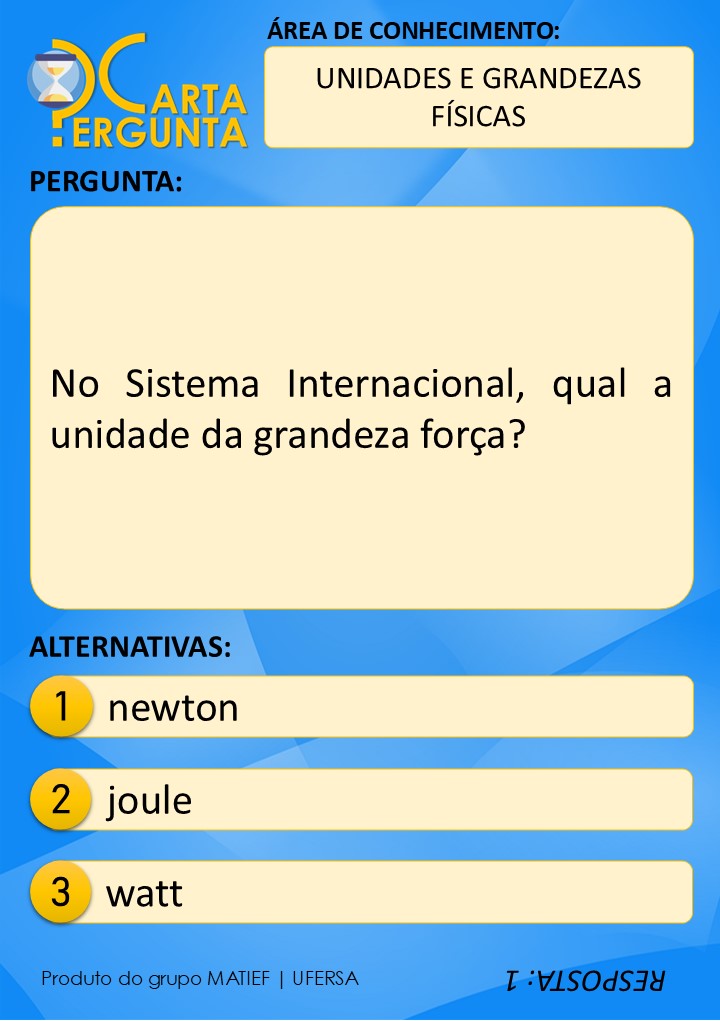 CARTA
PERGUNTA
ÁREA DE CONHECIMENTO:
UNIDADES E GRANDEZAS
FÍSICAS
PERGUNTA:
No Sistema Internacional, qual a
unidade da grandeza força?
ALTERNATIVAS:
1 newton
2 joule
3 watt
Produto do grupo MATIEF | UFERSA
RESPOSTA: 1